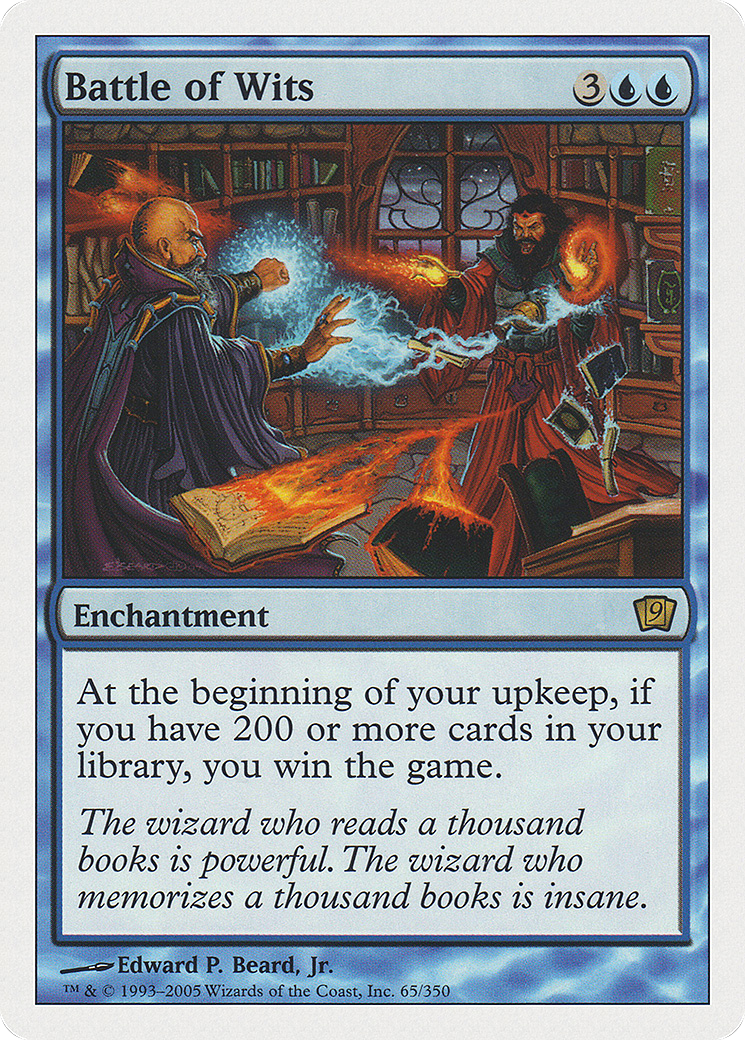 Battle of Wits 3
Enchantment 9
At the beginning of your upkeep, if
you have 200 or more cards in your
library, you win the game.
The wizard who reads a thousand
books is powerful. The wizard who
memorizes a thousand books is insane.
Edward P. Beard, Jr.
™ & © 1993–2005 Wizards of the Coast, Inc. 65/350